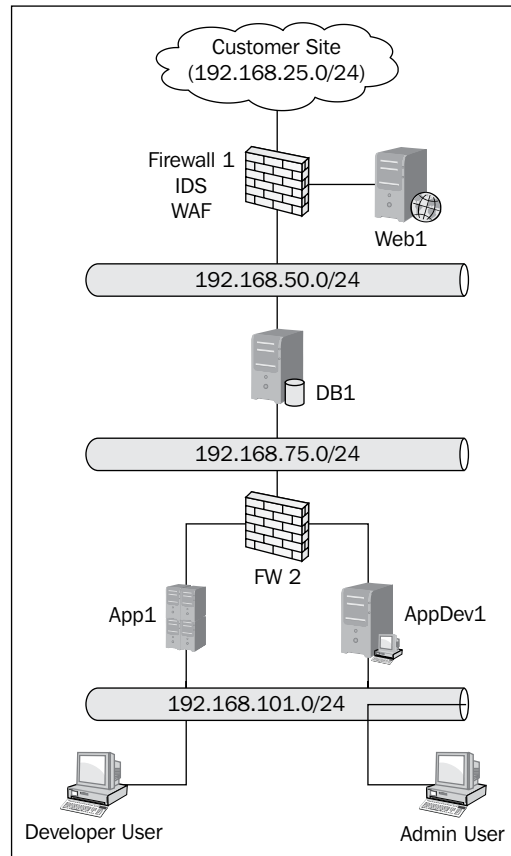 Customer Site
(192.168.25.0/24)
Firewall 1
IDS
WAF
Web1
192.168.50.0/24
DB1
192.168.75.0/24
FW 2
App1
AppDev1
192.168.101.0/24
Developer User
Admin User